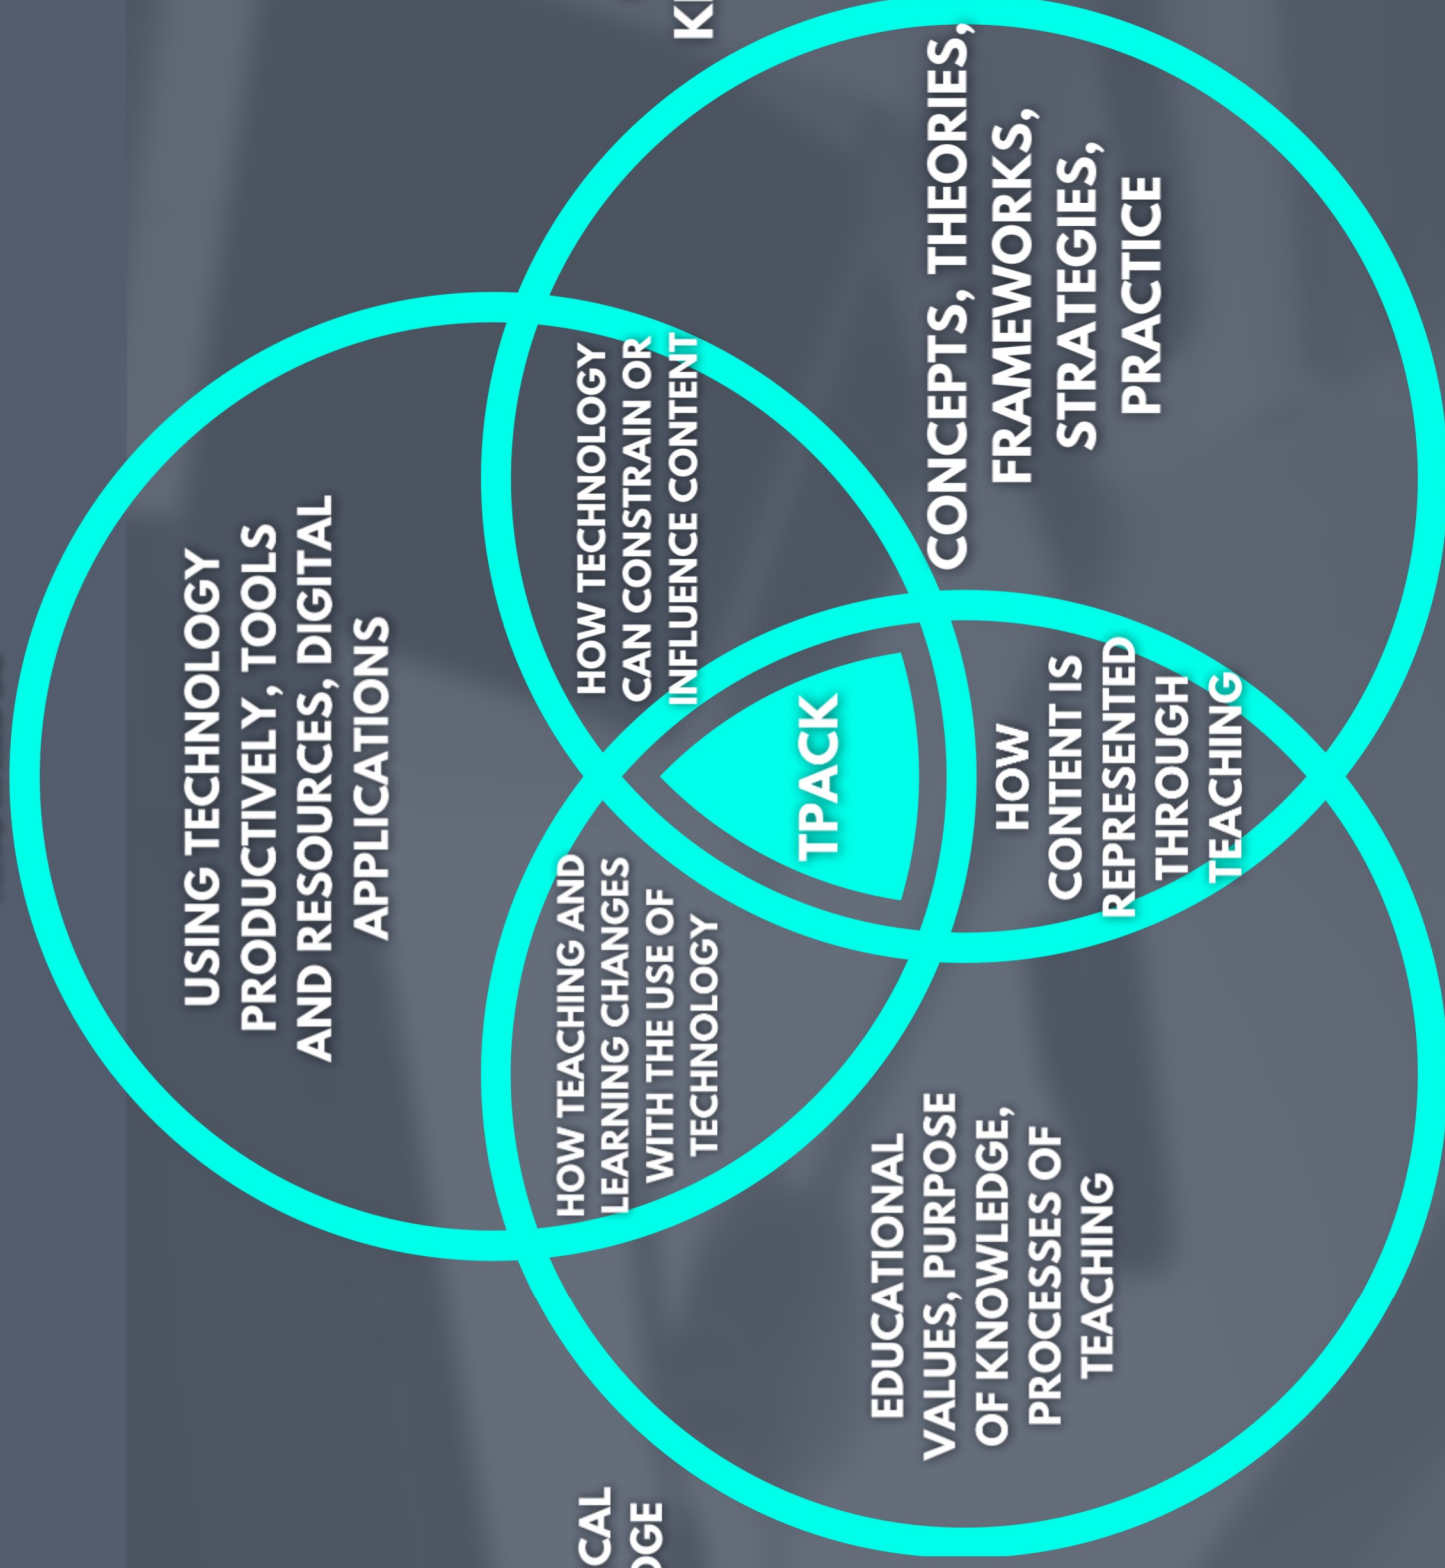 USING TECHNOLOGY
PRODUCTIVELY, TOOLS
AND RESOURCES, DIGITAL
APPLICATIONS
HOW TEACHING AND
LEARNING CHANGES
WITH THE USE OF
TECHNOLOGY
HOW TECHNOLOGY
CAN CONSTRAIN OR
INFLUENCE CONTENT
TPACK
EDUCATIONAL
VALUES, PURPOSE
OF KNOWLEDGE,
PROCESSES OF
TEACHING
HOW
CONTENT IS
REPRESENTED
THROUGH
TEACHING
CONCEPTS, THEORIES,
FRAMEWORKS,
STRATEGIES,
PRACTICE